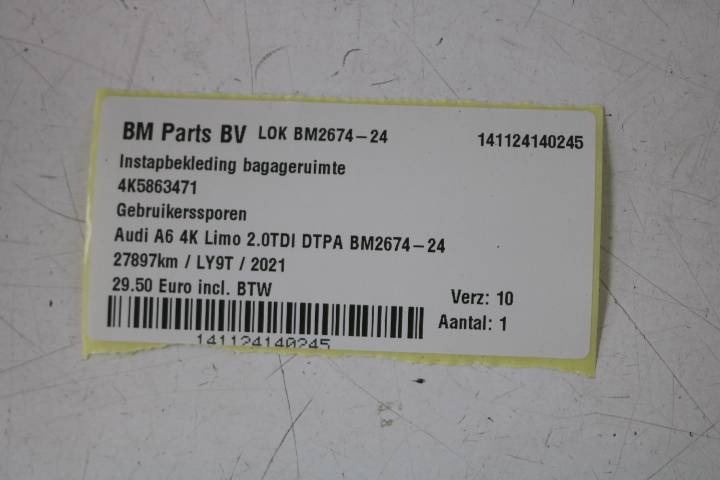 BM Parts BV LOK BM2674-24 141124140245
Instapbekleding bagageruimte
4K5863471
Gebruikerssporen
Audi A6 4K Limo 2.0TDI DTPA BM2674-24
27897km / LY9T / 2021
29.50 Euro incl. BTW
Verz: 10
Aantal: 1
141124140245